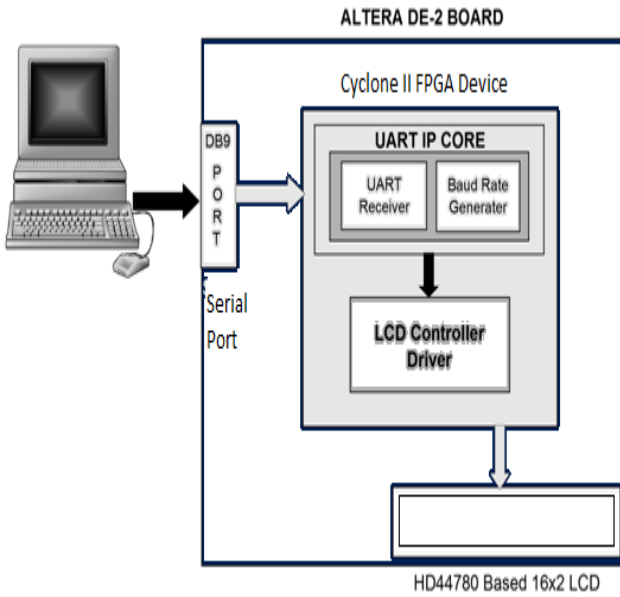 ALTERA DE-2 BOARD
Cyclone II FPGA Device
DB9
P
O
R
T
UART IP CORE
UART
Receiver
Baud Rate
Generater
Serial
Port
LCD Controller
Driver
HD44780 Based 16x2 LCD